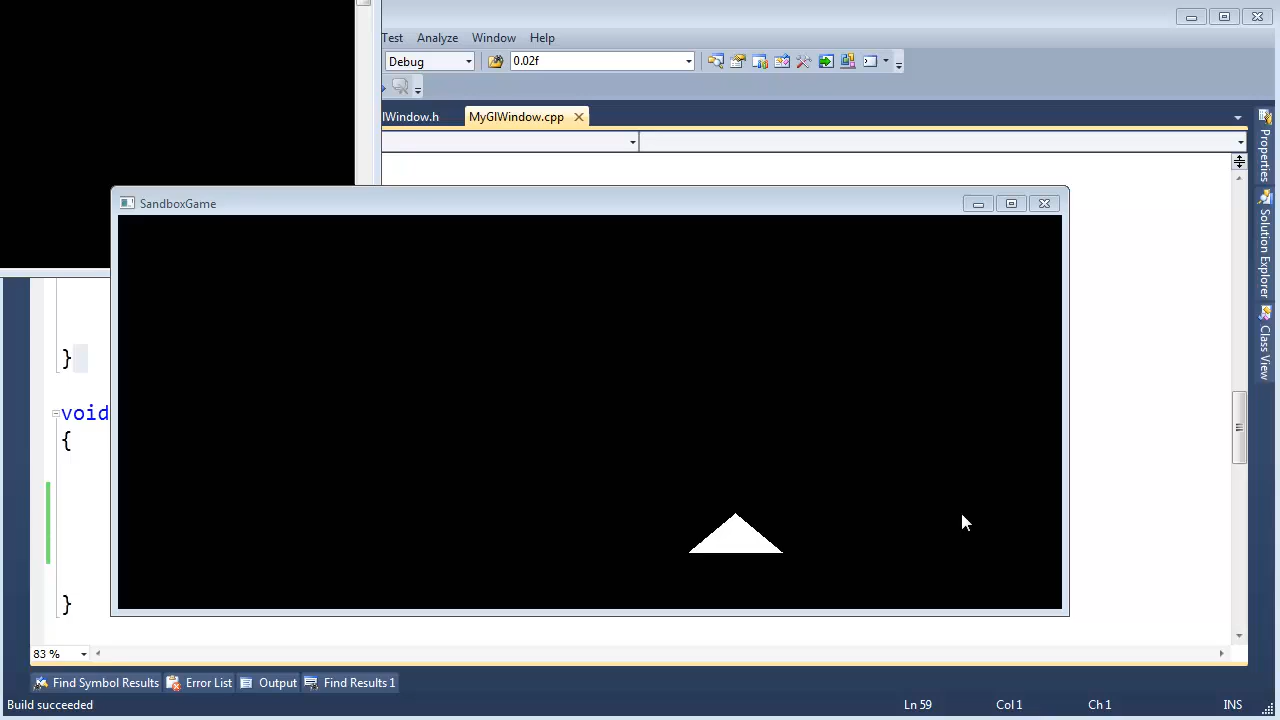 Test Analyze Window Help
Debug 0.02f
lWindow.h MyGlWindow.cpp
SandboxGame
}
void
{
}
Properties
Solution Explorer
Class View
83 %
Find Symbol Results Error List Output Find Results 1
Build succeeded Ln 59 Col 1 Ch 1 INS